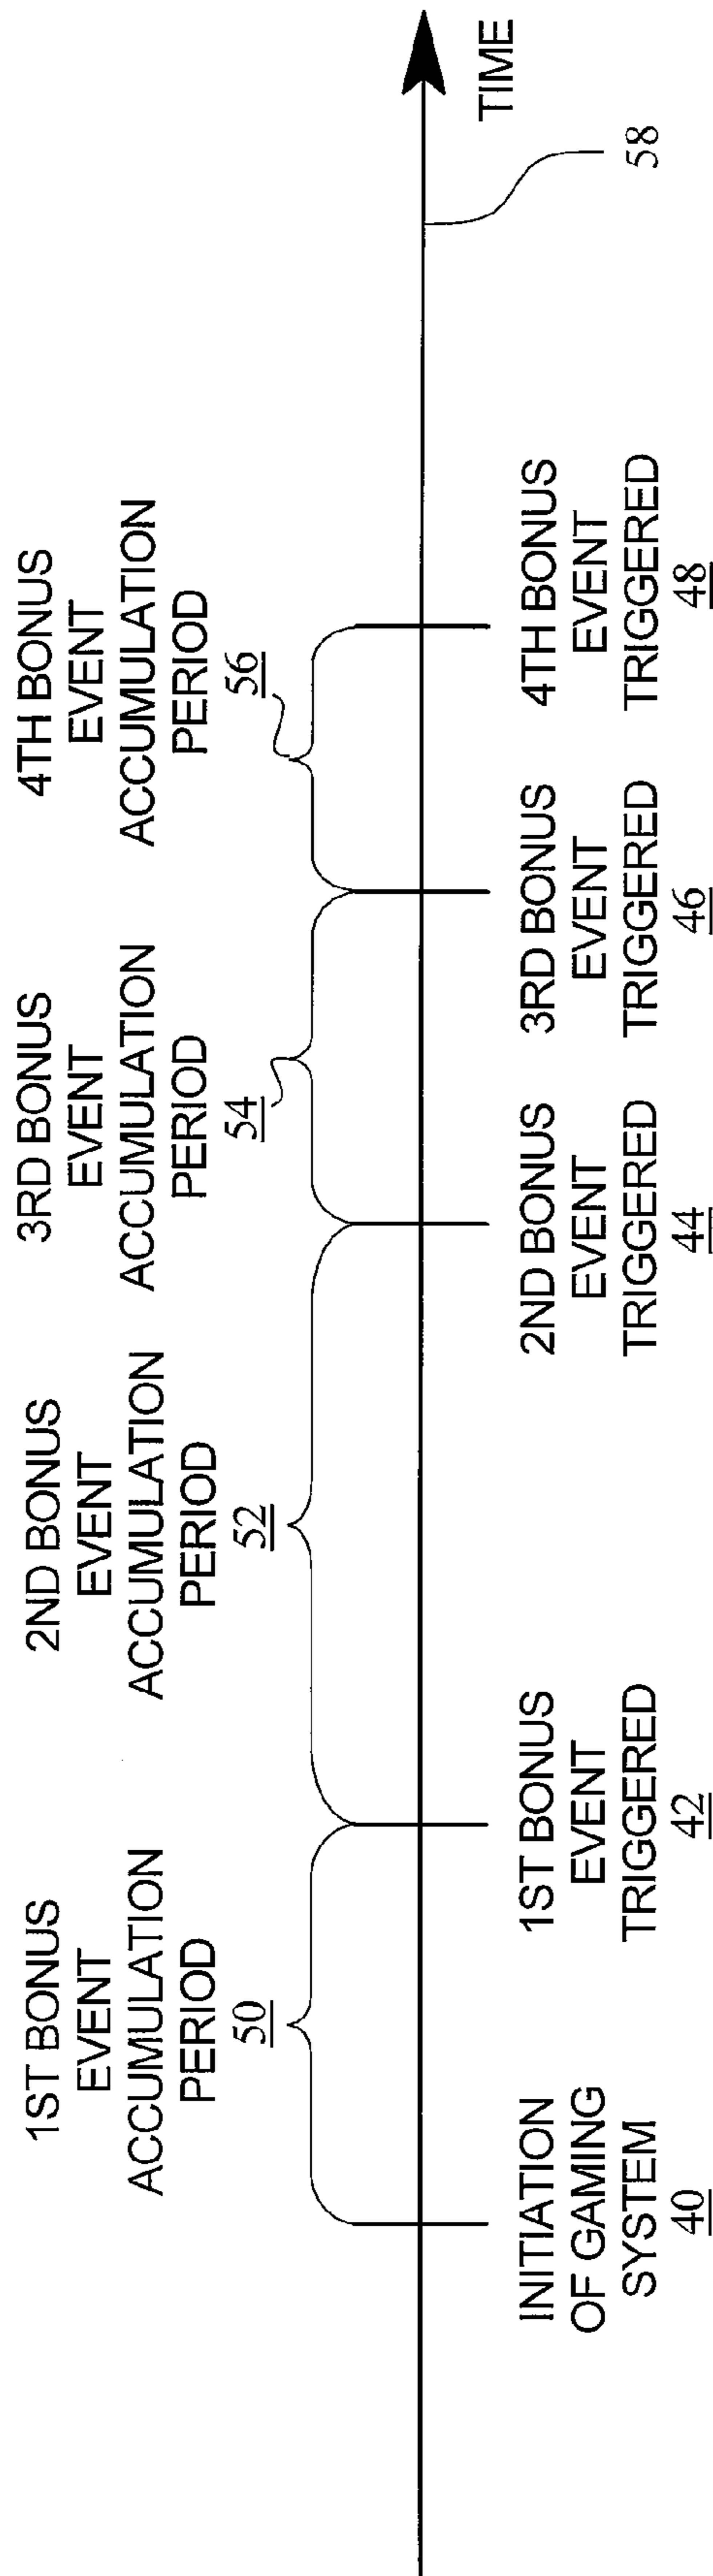 1ST BONUS
EVENT
ACCUMULATION
PERIOD
50
2ND BONUS
EVENT
ACCUMULATION
PERIOD
52
3RD BONUS
EVENT
ACCUMULATION
PERIOD
54
4TH BONUS
EVENT
ACCUMULATION
PERIOD
56
INITIATION
OF GAMING
SYSTEM
40
1ST BONUS
EVENT
TRIGGERED
42
2ND BONUS
EVENT
TRIGGERED
44
3RD BONUS
EVENT
TRIGGERED
46
4TH BONUS
EVENT
TRIGGERED
48
TIME
58